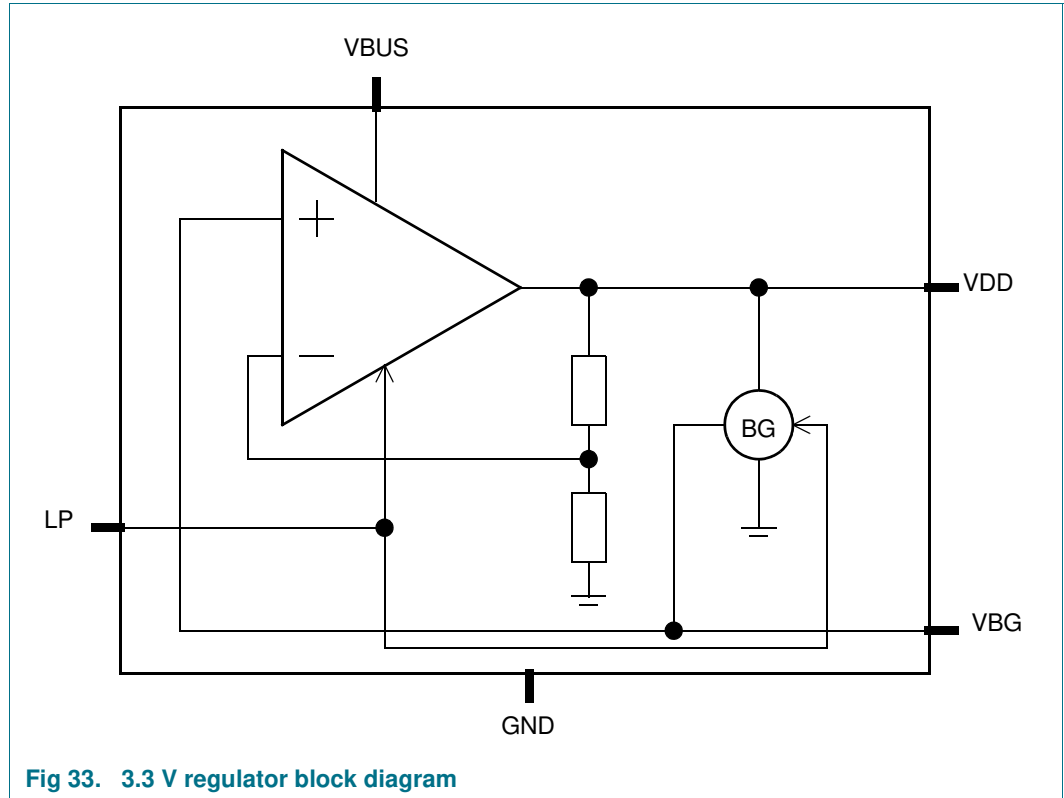 VBUS
VDD
BG
LP
VBG
GND
Fig 33. 3.3 V regulator block diagram